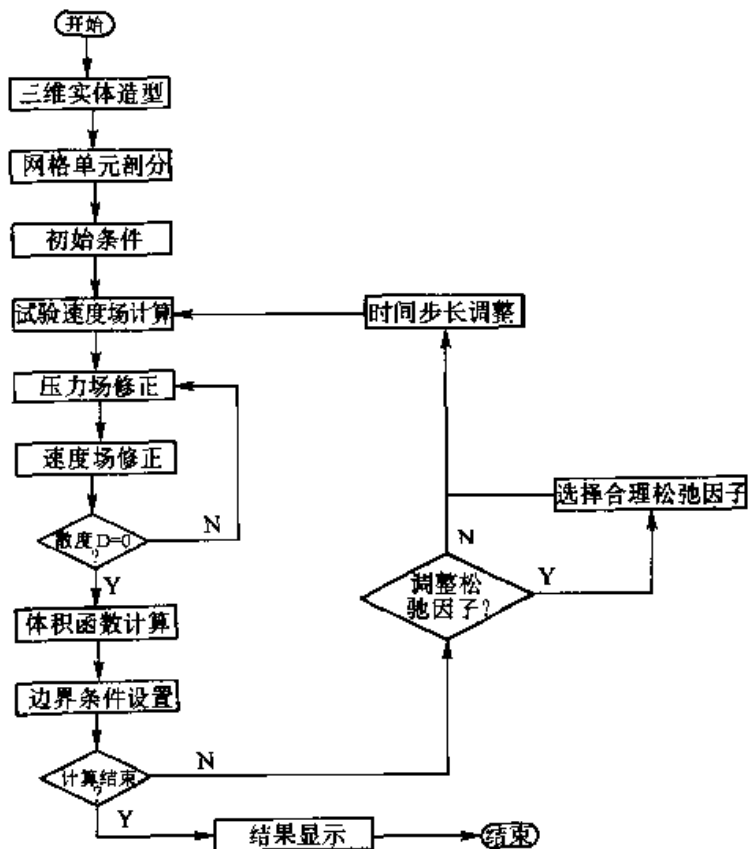 开始
三维实体造型
网格单元剖分
初始条件
试验速度场计算
时间步长调整
压力场修正
速度场修正
选择合理松弛因子
散度D=0
?
N
Y
N
调整松
弛因子?
Y
体积函数计算
边界条件设置
计算结束
?
N
Y
结果显示
结束